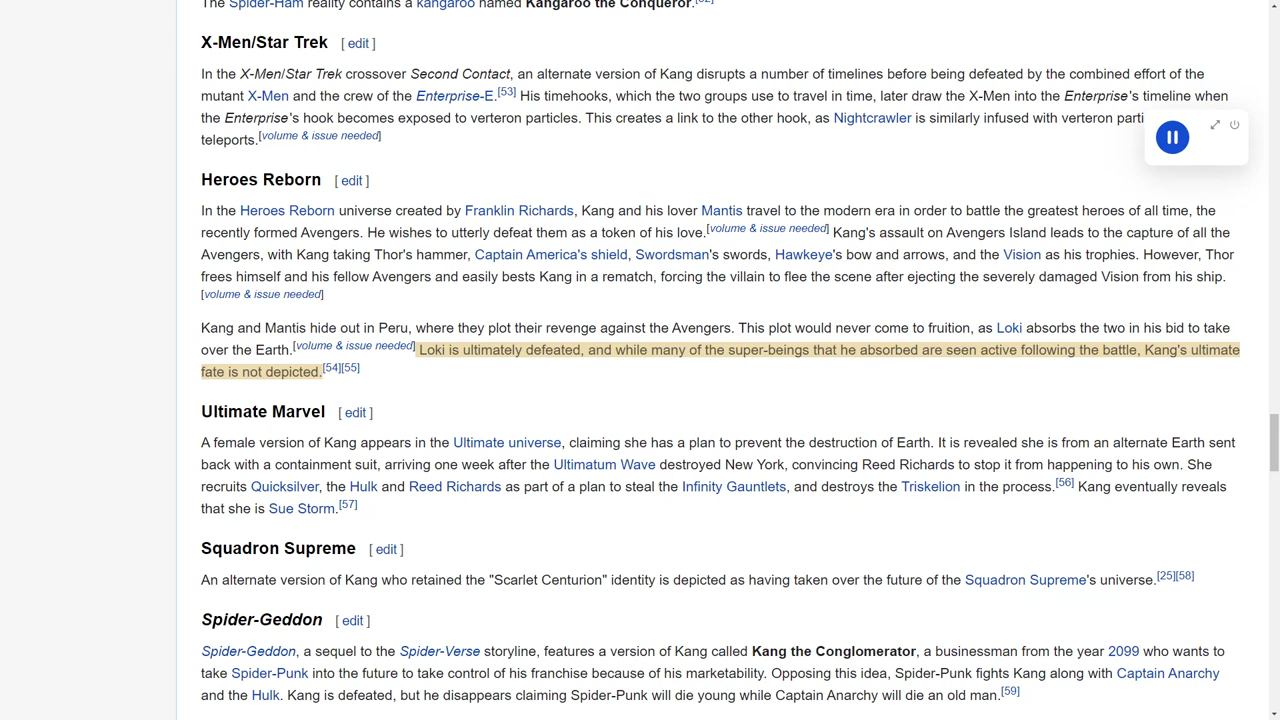 The Spider-Ham reality contains a kangaroo named Kangaroo the Conqueror.[52]
X-Men/Star Trek [ edit ]
In the X-Men/Star Trek crossover Second Contact, an alternate version of Kang disrupts a number of timelines before being defeated by the combined effort of the
mutant X-Men and the crew of the Enterprise-E.[53] His timehooks, which the two groups use to travel in time, later draw the X-Men into the Enterprise's timeline when
the Enterprise's hook becomes exposed to verteron particles. This creates a link to the other hook, as Nightcrawler is similarly infused with verteron parti
teleports.[volume & issue needed]
Heroes Reborn [ edit ]
In the Heroes Reborn universe created by Franklin Richards, Kang and his lover Mantis travel to the modern era in order to battle the greatest heroes of all time, the
recently formed Avengers. He wishes to utterly defeat them as a token of his love.[volume & issue needed] Kang's assault on Avengers Island leads to the capture of all the
Avengers, with Kang taking Thor's hammer, Captain America's shield, Swordsman's swords, Hawkeye's bow and arrows, and the Vision as his trophies. However, Thor
frees himself and his fellow Avengers and easily bests Kang in a rematch, forcing the villain to flee the scene after ejecting the severely damaged Vision from his ship.
[volume & issue needed]
Kang and Mantis hide out in Peru, where they plot their revenge against the Avengers. This plot would never come to fruition, as Loki absorbs the two in his bid to take
over the Earth.[volume & issue needed] Loki is ultimately defeated, and while many of the super-beings that he absorbed are seen active following the battle, Kang's ultimate
fate is not depicted.[54][55]
Ultimate Marvel [ edit ]
A female version of Kang appears in the Ultimate universe, claiming she has a plan to prevent the destruction of Earth. It is revealed she is from an alternate Earth sent
back with a containment suit, arriving one week after the Ultimatum Wave destroyed New York, convincing Reed Richards to stop it from happening to his own. She
recruits Quicksilver, the Hulk and Reed Richards as part of a plan to steal the Infinity Gauntlets, and destroys the Triskelion in the process.[56] Kang eventually reveals
that she is Sue Storm.[57]
Squadron Supreme [ edit ]
An alternate version of Kang who retained the "Scarlet Centurion" identity is depicted as having taken over the future of the Squadron Supreme's universe.[25][58]
Spider-Geddon [ edit ]
Spider-Geddon, a sequel to the Spider-Verse storyline, features a version of Kang called Kang the Conglomerator, a businessman from the year 2099 who wants to
take Spider-Punk into the future to take control of his franchise because of his marketability. Opposing this idea, Spider-Punk fights Kang along with Captain Anarchy
and the Hulk. Kang is defeated, but he disappears claiming Spider-Punk will die young while Captain Anarchy will die an old man.[59]